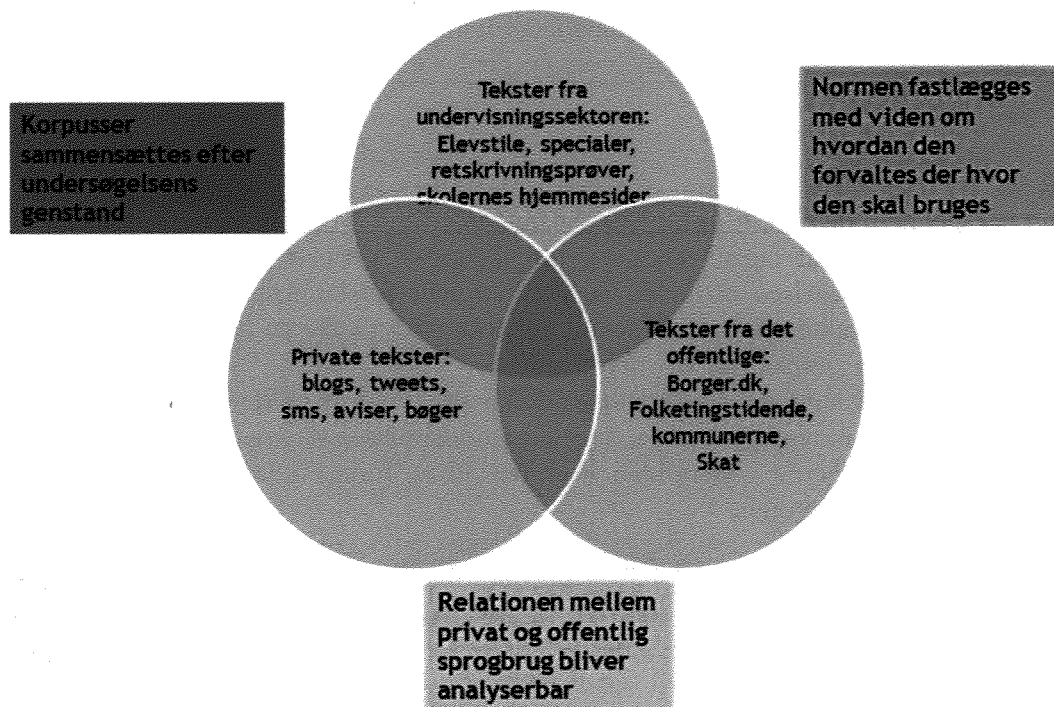 Tekster fra
undervisningssektoren:
Elevstile, specialer,
retskrivningsprøver,
skolernes hjemmesider
Korpusser
sammensættes efter
undersøgelsens
genstand
Normen fastlægges
med viden om
hvordan den
forvaltes der hvor
den skal bruges
Private tekster:
blogs, tweets,
sms, aviser, bøger
Tekster fra det
offentlige:
Borger.dk,
Folketingstidende,
kommunerne,
Skat
Relationen mellem
privat og offentlig
sprogbrug bliver
analyserbar